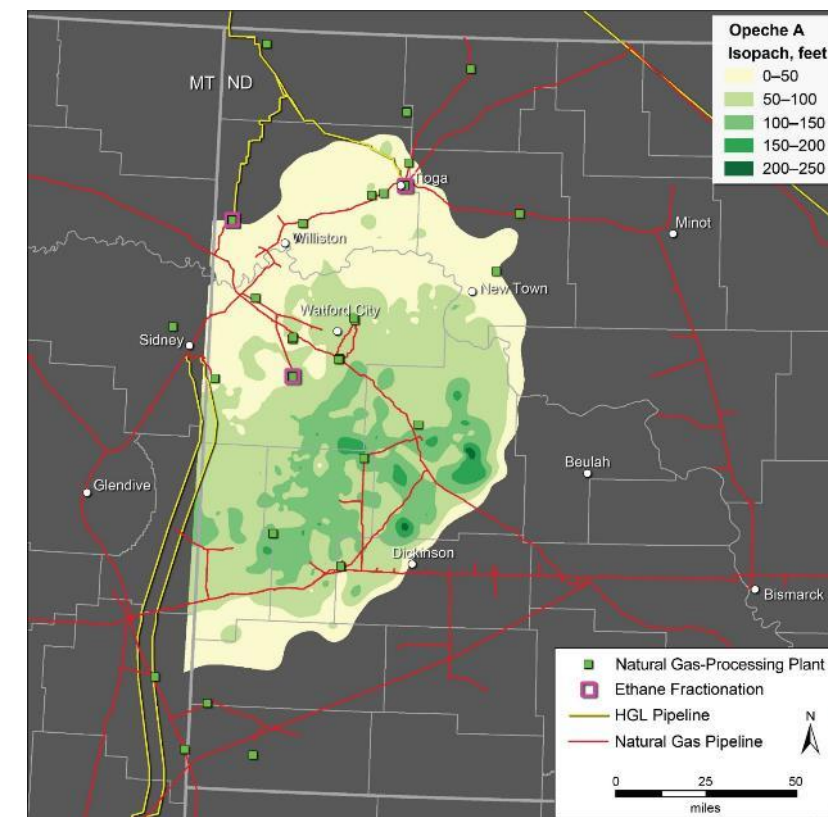 Opeche A
Isopach, feet
0–50
50–100
100–150
150–200
200–250
MT ND
Tioga
Minot
Williston
New Town
Watford City
Sidney
Beulah
Glendive
Dickinson
Bismarck
Natural Gas-Processing Plant
Ethane Fractionation
HGL Pipeline
Natural Gas Pipeline
N
0 25 50
miles